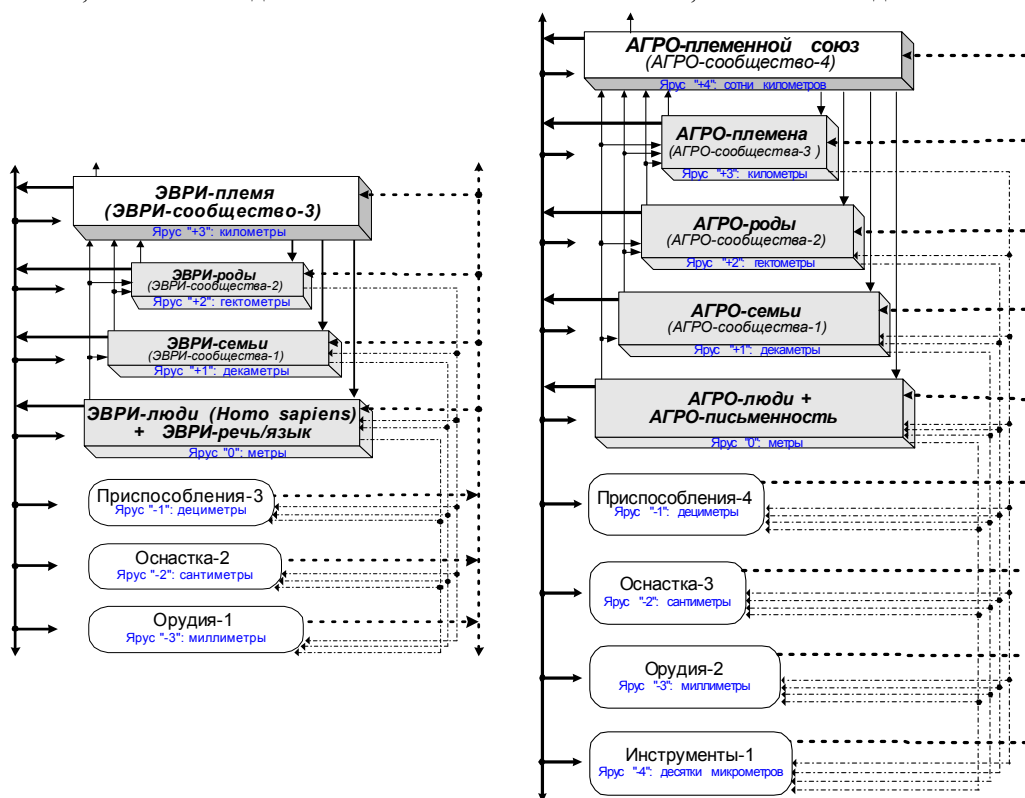 ЭВРИ-племя
(ЭВРИ-сообщество-3)
Ярус "+3": километры
ЭВРИ-роды
(ЭВРИ-сообщества-2)
Ярус "+2": гектометры
ЭВРИ-семьи
(ЭВРИ-сообщества-1)
Ярус "+1": декаметры
ЭВРИ-люди (Homo sapiens)
+ ЭВРИ-речь/язык
Ярус "0": метры
Приспособления-3
Ярус "-1": дециметры
Оснастка-2
Ярус "-2": сантиметры
Орудия-1
Ярус "-3": миллиметры
АГРО-племенной союз
(АГРО-сообщество-4)
Ярус "+4": сотни километров
АГРО-племена
(АГРО-сообщества-3 )
Ярус "+3": километры
АГРО-роды
(АГРО-сообщества-2)
Ярус "+2": гектометры
АГРО-семьи
(АГРО-сообщества-1)
Ярус "+1": декаметры
АГРО-люди +
АГРО-письменность
Ярус "0": метры
Приспособления-4
Ярус "-1": дециметры
Оснастка-3
Ярус "-2": сантиметры
Орудия-2
Ярус "-3": миллиметры
Инструменты-1
Ярус "-4": десятки микрометров